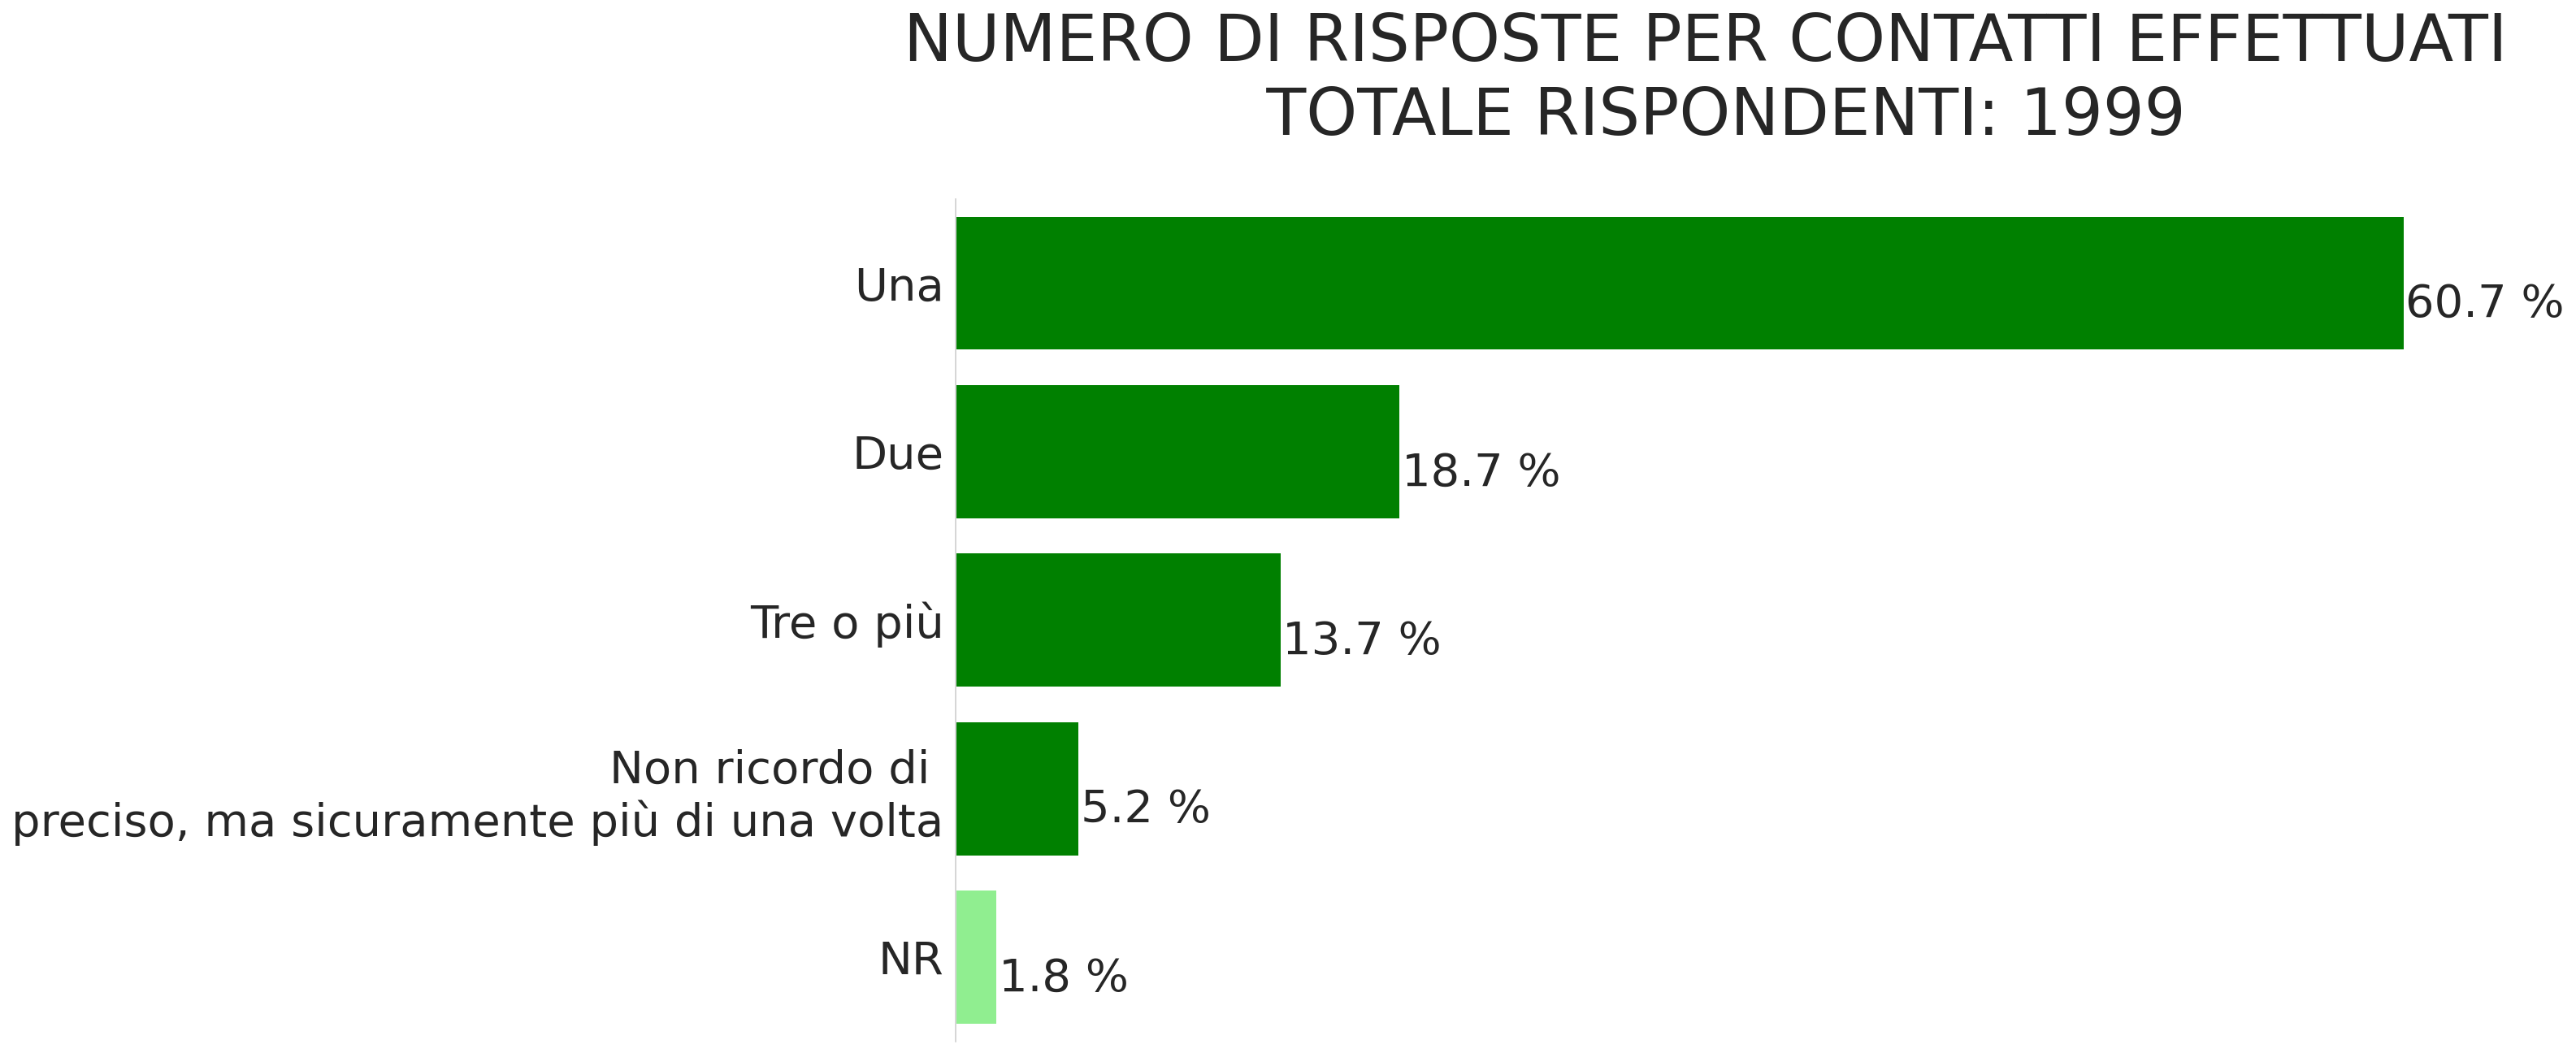 NUMERO DI RISPOSTE PER CONTATTI EFFETTUATI
TOTALE RISPONDENTI: 1999
Una
60.7 %
Due
18.7 %
Tre o più
13.7 %
Non ricordo di
preciso, ma sicuramente più di una volta
5.2 %
NR
1.8 %